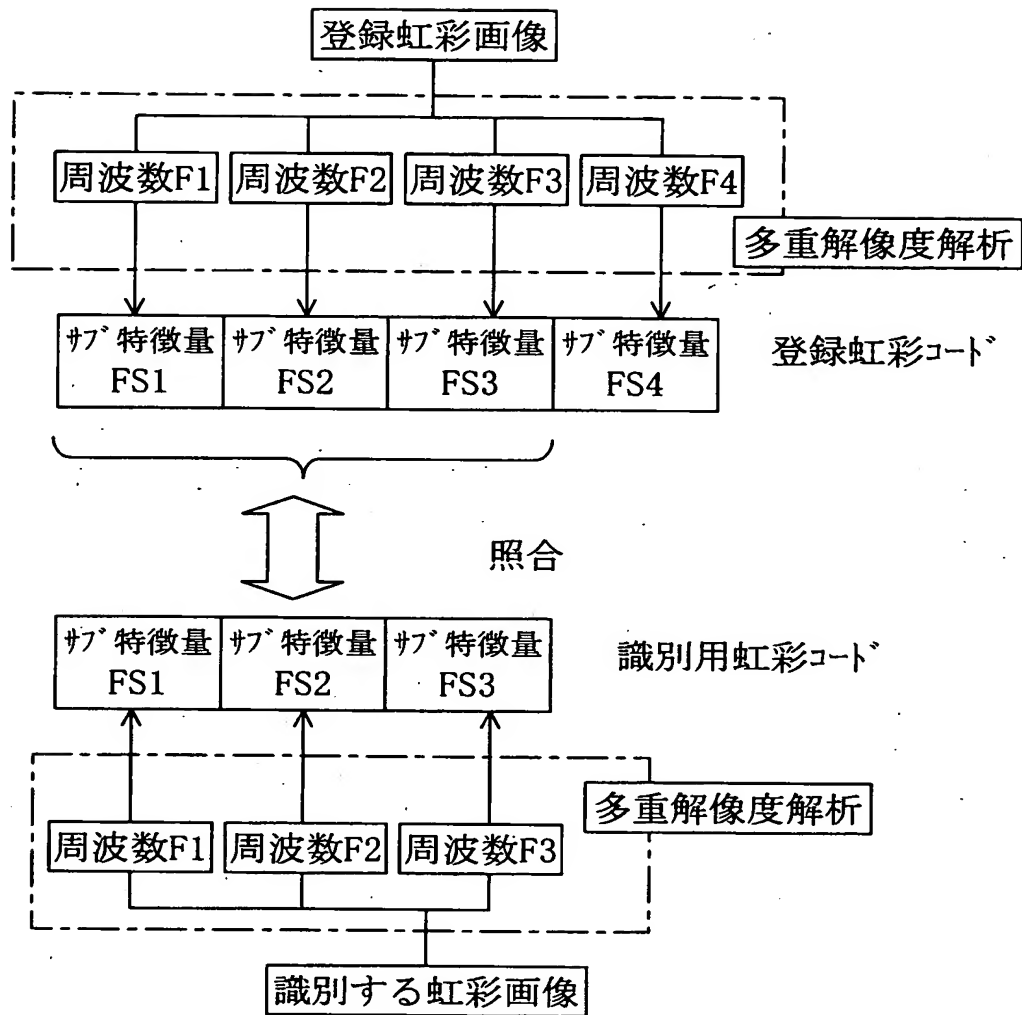 登録虹彩画像
周波数F1 周波数F2 周波数F3 周波数F4
多重解像度解析
ｻﾌﾞ特徴量 ｻﾌﾞ特徴量 ｻﾌﾞ特徴量 ｻﾌﾞ特徴量
FS1 FS2 FS3 FS4
登録虹彩ｺｰﾄﾞ
照合
ｻﾌﾞ特徴量 ｻﾌﾞ特徴量 ｻﾌﾞ特徴量
FS1 FS2 FS3
識別用虹彩ｺｰﾄﾞ
多重解像度解析
周波数F1 周波数F2 周波数F3
識別する虹彩画像